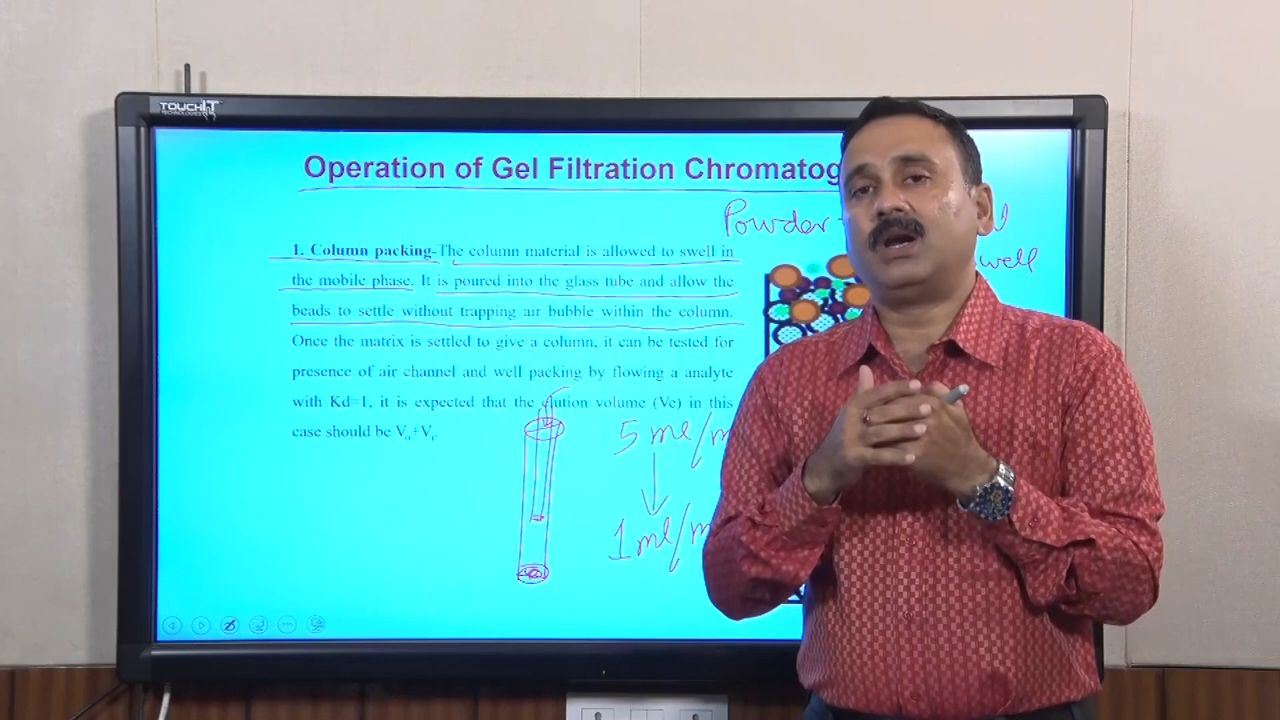 TOUCHIT
TECHNOLOGIES
Operation of Gel Filtration Chromatog
Powder
well
1. Column packing-The column material is allowed to swell in
the mobile phase. It is poured into the glass tube and allow the
beads to settle without trapping air bubble within the column.
Once the matrix is settled to give a column, it can be tested for
presence of air channel and well packing by flowing a analyte
with Kd=1, it is expected that the elution volume (Ve) in this
case should be Vo+Vi.
5 ml/m
1 ml/m